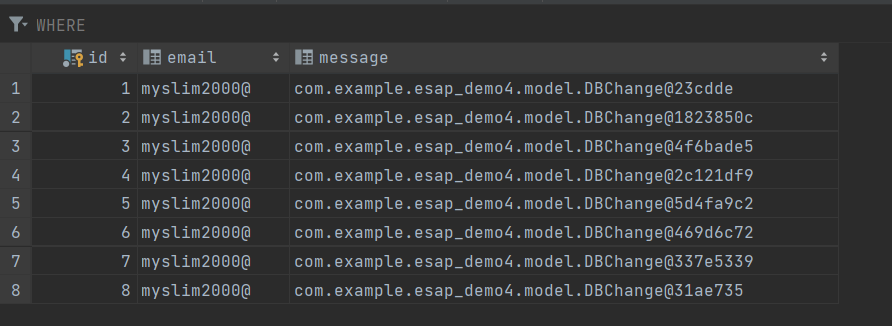 WHERE
id email message
1 1 myslim2000@ com.example.esap_demo4.model.DBChange@23cdde
2 2 myslim2000@ com.example.esap_demo4.model.DBChange@1823850c
3 3 myslim2000@ com.example.esap_demo4.model.DBChange@4f6bade5
4 4 myslim2000@ com.example.esap_demo4.model.DBChange@2c121df9
5 5 myslim2000@ com.example.esap_demo4.model.DBChange@5d4fa9c2
6 6 myslim2000@ com.example.esap_demo4.model.DBChange@469d6c72
7 7 myslim2000@ com.example.esap_demo4.model.DBChange@337e5339
8 8 myslim2000@ com.example.esap_demo4.model.DBChange@31ae735